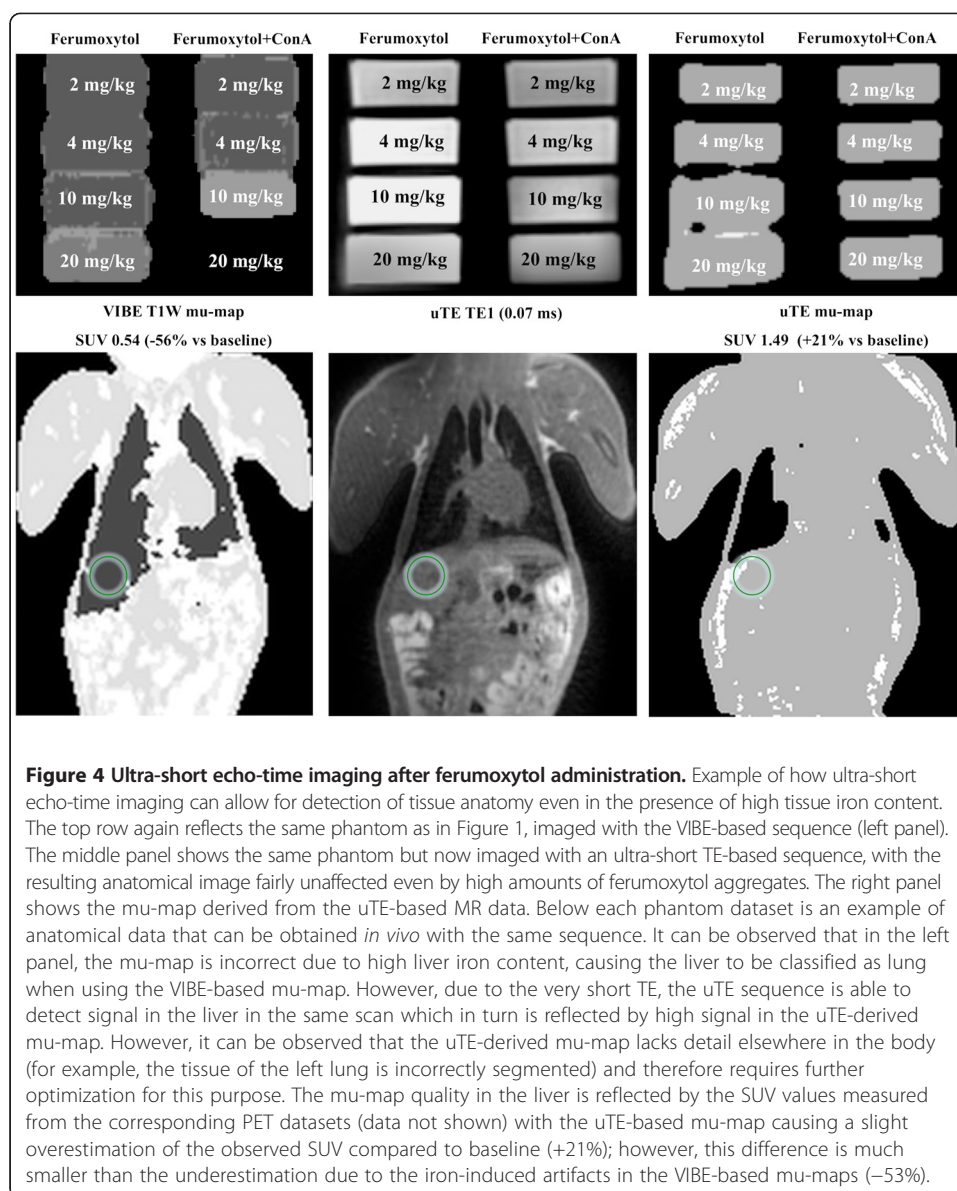 Ferumoxytol Ferumoxytol+ConA Ferumoxytol Ferumoxytol+ConA Ferumoxytol Ferumoxytol+ConA
2 mg/kg 2 mg/kg 2 mg/kg 2 mg/kg 2 mg/kg 2 mg/kg
4 mg/kg 4 mg/kg 4 mg/kg 4 mg/kg 4 mg/kg 4 mg/kg
10 mg/kg 10 mg/kg 10 mg/kg 10 mg/kg 10 mg/kg 10 mg/kg
20 mg/kg 20 mg/kg 20 mg/kg 20 mg/kg 20 mg/kg 20 mg/kg
VIBE T1W mu-map uTE TE1 (0.07 ms) uTE mu-map
SUV 0.54 (-56% vs baseline) SUV 1.49 (+21% vs baseline)
Figure 4 Ultra-short echo-time imaging after ferumoxytol administration. Example of how ultra-short
echo-time imaging can allow for detection of tissue anatomy even in the presence of high tissue iron content.
The top row again reflects the same phantom as in Figure 1, imaged with the VIBE-based sequence (left panel).
The middle panel shows the same phantom but now imaged with an ultra-short TE-based sequence, with the
resulting anatomical image fairly unaffected even by high amounts of ferumoxytol aggregates. The right panel
shows the mu-map derived from the uTE-based MR data. Below each phantom dataset is an example of
anatomical data that can be obtained in vivo with the same sequence. It can be observed that in the left
panel, the mu-map is incorrect due to high liver iron content, causing the liver to be classified as lung
when using the VIBE-based mu-map. However, due to the very short TE, the uTE sequence is able to
detect signal in the liver in the same scan which in turn is reflected by high signal in the uTE-derived
mu-map. However, it can be observed that the uTE-derived mu-map lacks detail elsewhere in the body
(for example, the tissue of the left lung is incorrectly segmented) and therefore requires further
optimization for this purpose. The mu-map quality in the liver is reflected by the SUV values measured
from the corresponding PET datasets (data not shown) with the uTE-based mu-map causing a slight
overestimation of the observed SUV compared to baseline (+21%); however, this difference is much
smaller than the underestimation due to the iron-induced artifacts in the VIBE-based mu-maps (−53%).